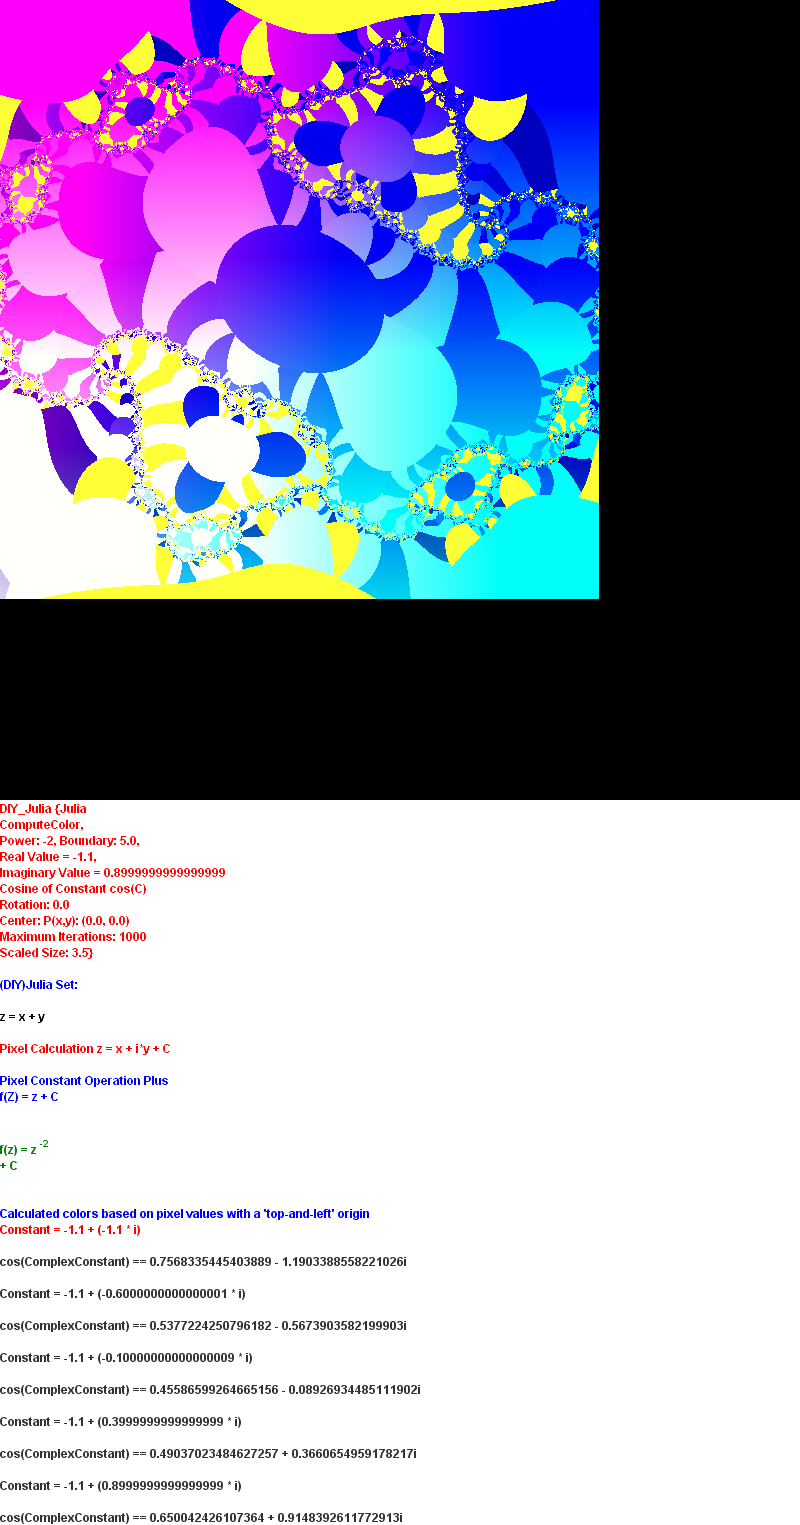 DIY_Julia {Julia
ComputeColor,
Power: -2, Boundary: 5.0,
Real Value = -1.1,
Imaginary Value = 0.8999999999999999
Cosine of Constant cos(C)
Rotation: 0.0
Center: P(x,y): (0.0, 0.0)
Maximum Iterations: 1000
Scaled Size: 3.5}
(DIY)Julia Set:
z = x + y
Pixel Calculation z = x + i*y + C
Pixel Constant Operation Plus
f(Z) = z + C
f(z) = z -2
+ C
Calculated colors based on pixel values with a 'top-and-left' origin
Constant = -1.1 + (-1.1 * i)
cos(ComplexConstant) == 0.7568335445403889 - 1.1903388558221026i
Constant = -1.1 + (-0.6000000000000001 * i)
cos(ComplexConstant) == 0.5377224250796182 - 0.5673903582199903i
Constant = -1.1 + (-0.10000000000000009 * i)
cos(ComplexConstant) == 0.45586599264665156 - 0.08926934485111902i
Constant = -1.1 + (0.3999999999999999 * i)
cos(ComplexConstant) == 0.49037023484627257 + 0.3660654959178217i
Constant = -1.1 + (0.8999999999999999 * i)
cos(ComplexConstant) == 0.650042426107364 + 0.9148392611772913i